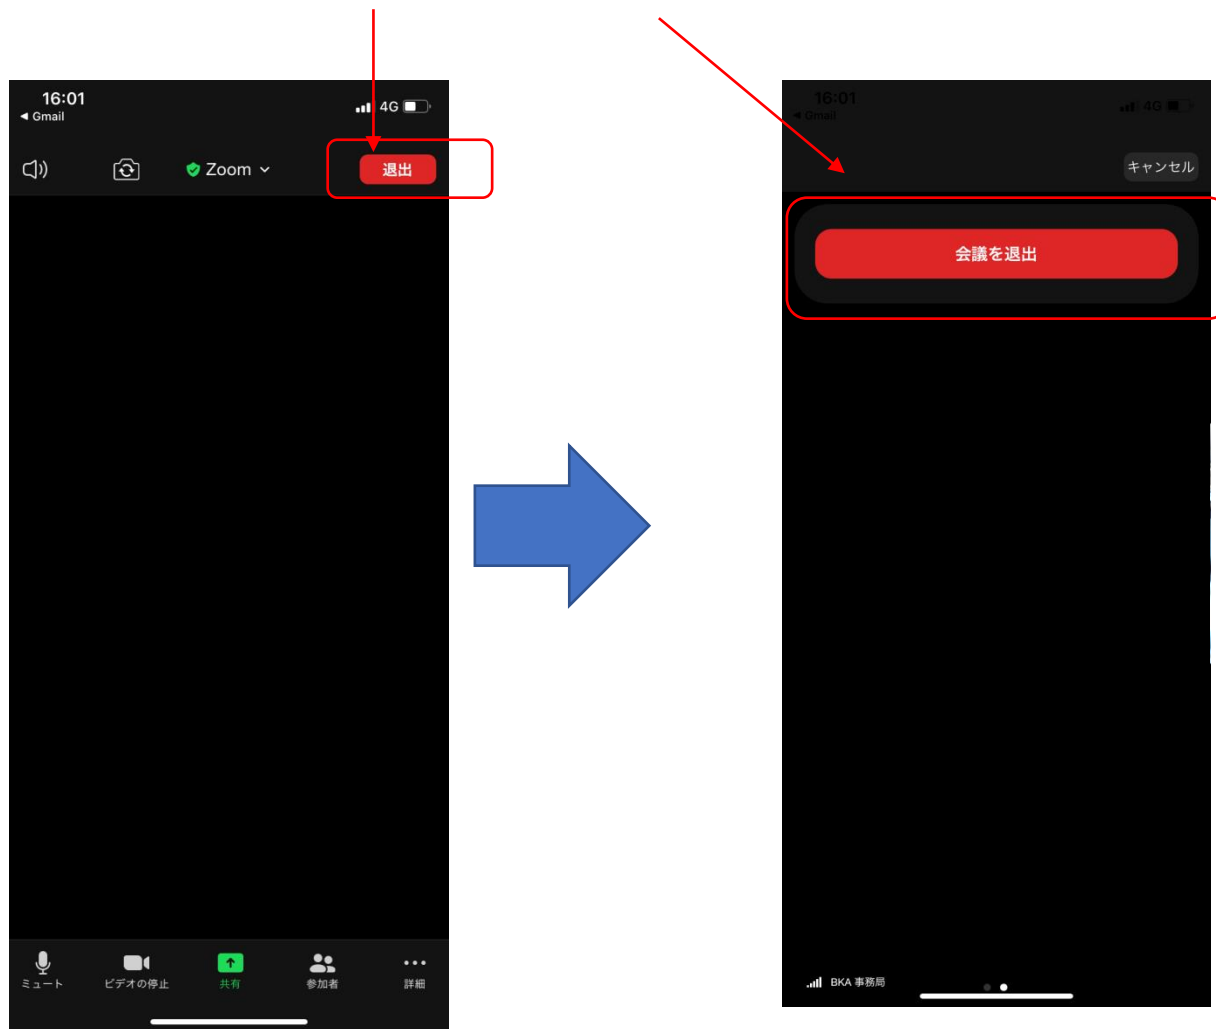 16:01
◀ Gmail
4G
Zoom
退出
ミュート
ビデオの停止
共有
参加者
詳細
16:01
◀ Gmail
4G
キャンセル
会議を退出
BKA 事務局